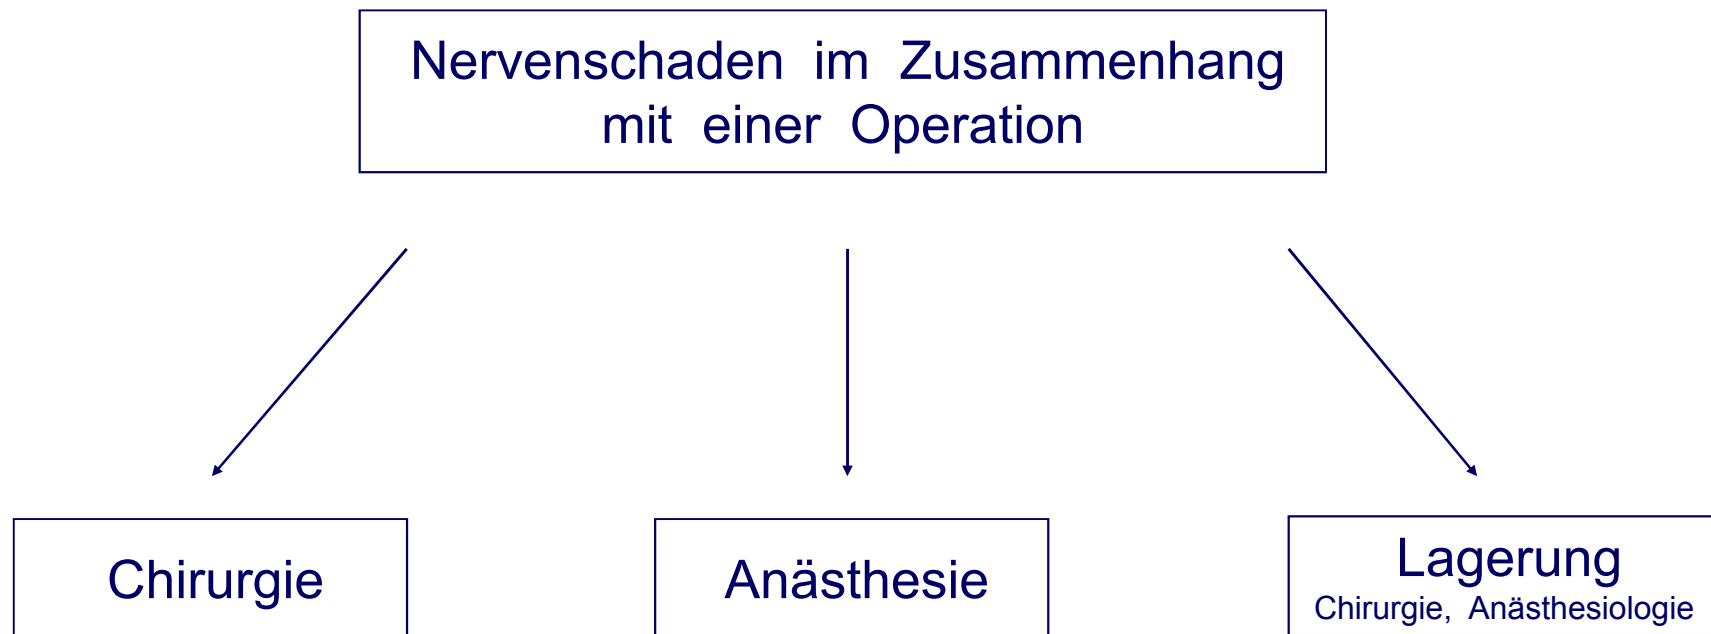 Nervenschaden im Zusammenhang
mit einer Operation
Chirurgie
Anästhesie
Lagerung
Chirurgie, Anästhesiologie